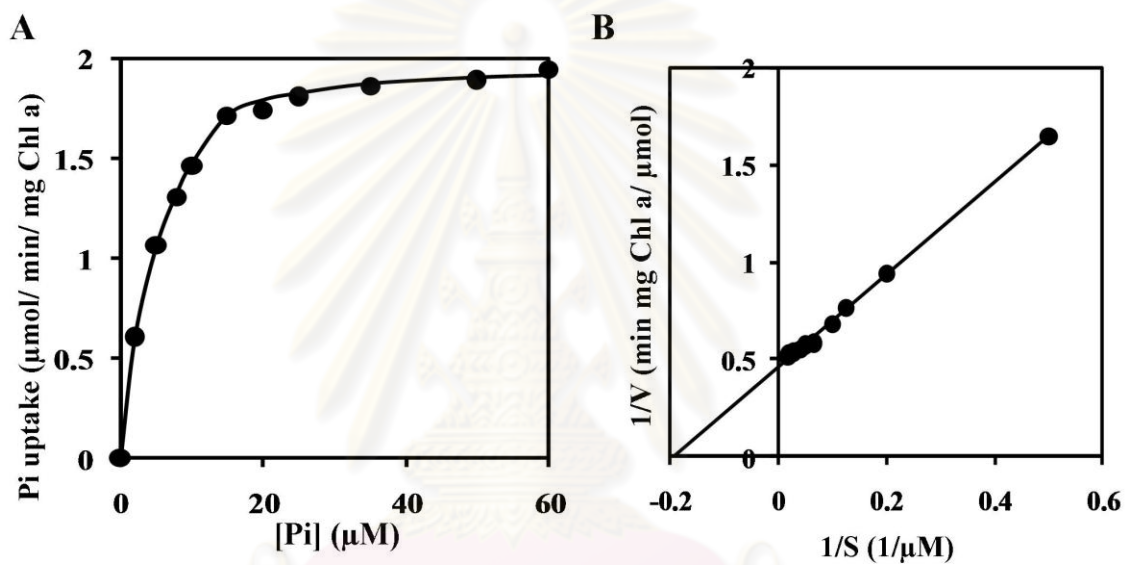 A
B
Pi uptake (µmol/ min/ mg Chl a)
2
1.5
1
0.5
0
0 20 40 60
[Pi] (µM)
1/V (min mg Chl a/ µmol)
2
1.5
1
0.5
0
-0.2 0 0.2 0.4 0.6
1/S (1/µM)